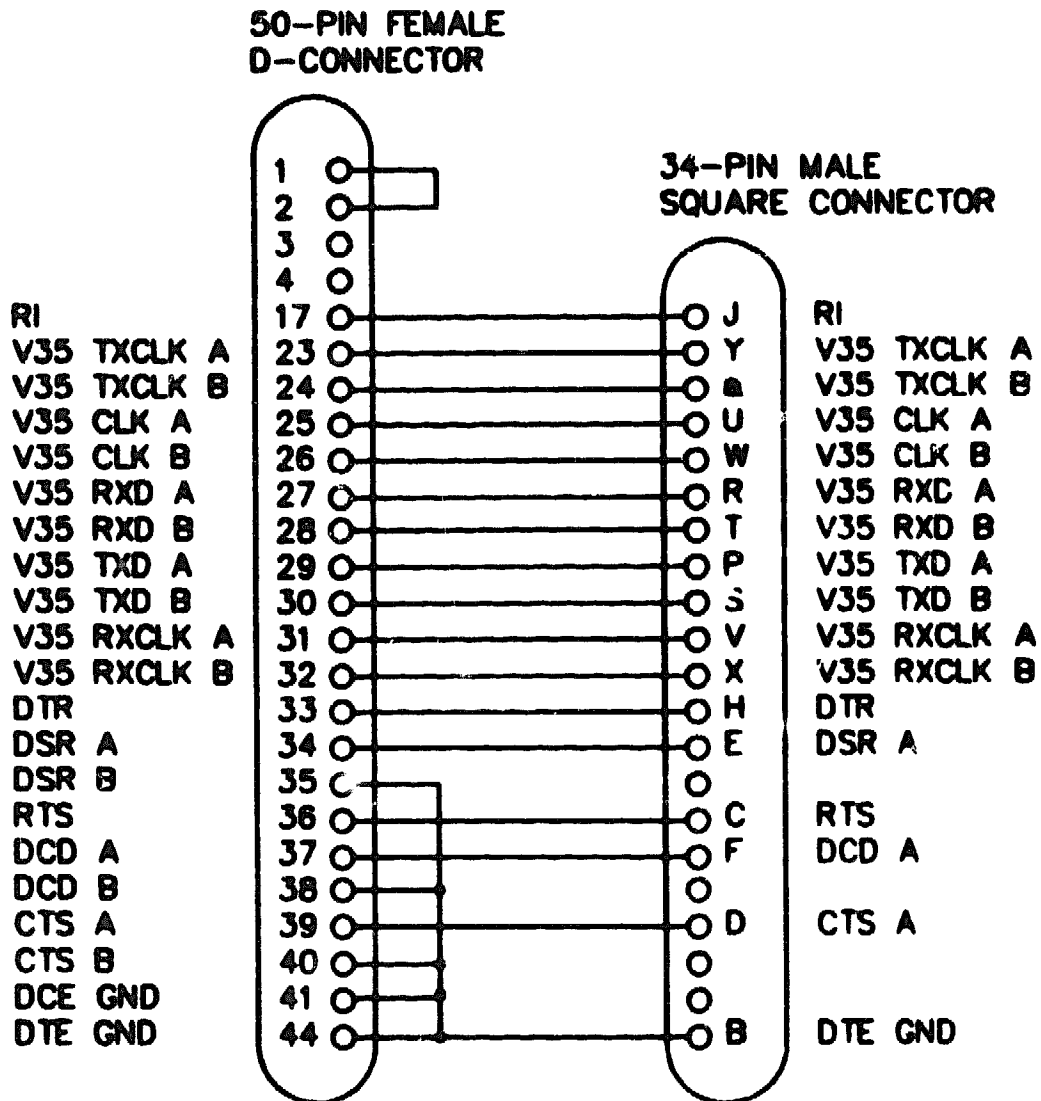 50-PIN FEMALE
D-CONNECTOR
34-PIN MALE
SQUARE CONNECTOR
1
2
3
4
RI 17 J RI
V35 TXCLK A 23 Y V35 TXCLK A
V35 TXCLK B 24 a V35 TXCLK B
V35 CLK A 25 U V35 CLK A
V35 CLK B 26 W V35 CLK B
V35 RXD A 27 R V35 RXD A
V35 RXD B 28 T V35 RXD B
V35 TXD A 29 P V35 TXD A
V35 TXD B 30 S V35 TXD B
V35 RXCLK A 31 V V35 RXCLK A
V35 RXCLK B 32 X V35 RXCLK B
DTR 33 H DTR
DSR A 34 E DSR A
DSR B 35
RTS 36 C RTS
DCD A 37 F DCD A
DCD B 38
CTS A 39 D CTS A
CTS B 40
DCE GND 41
DTE GND 44 B DTE GND